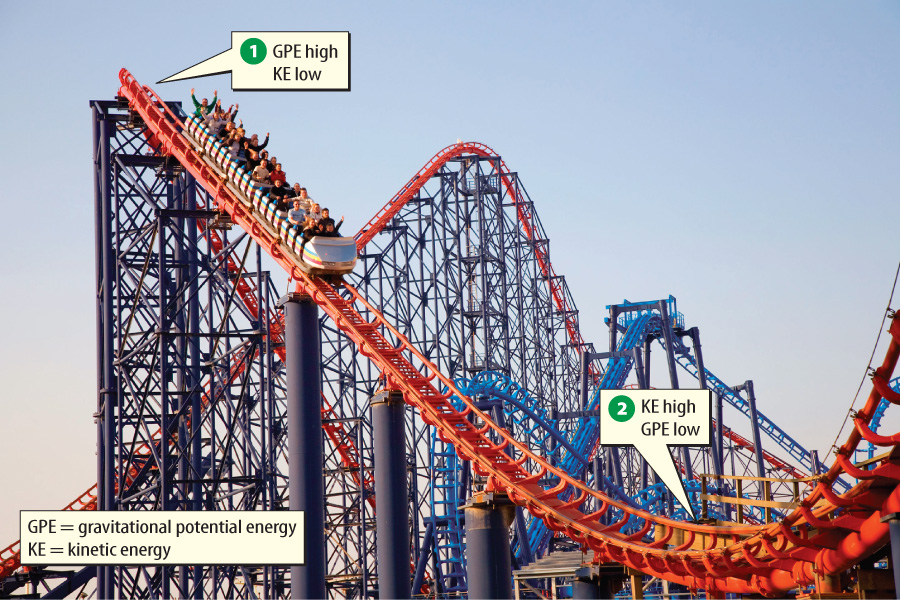 1 GPE high
KE low
2 KE high
GPE low
GPE = gravitational potential energy
KE = kinetic energy